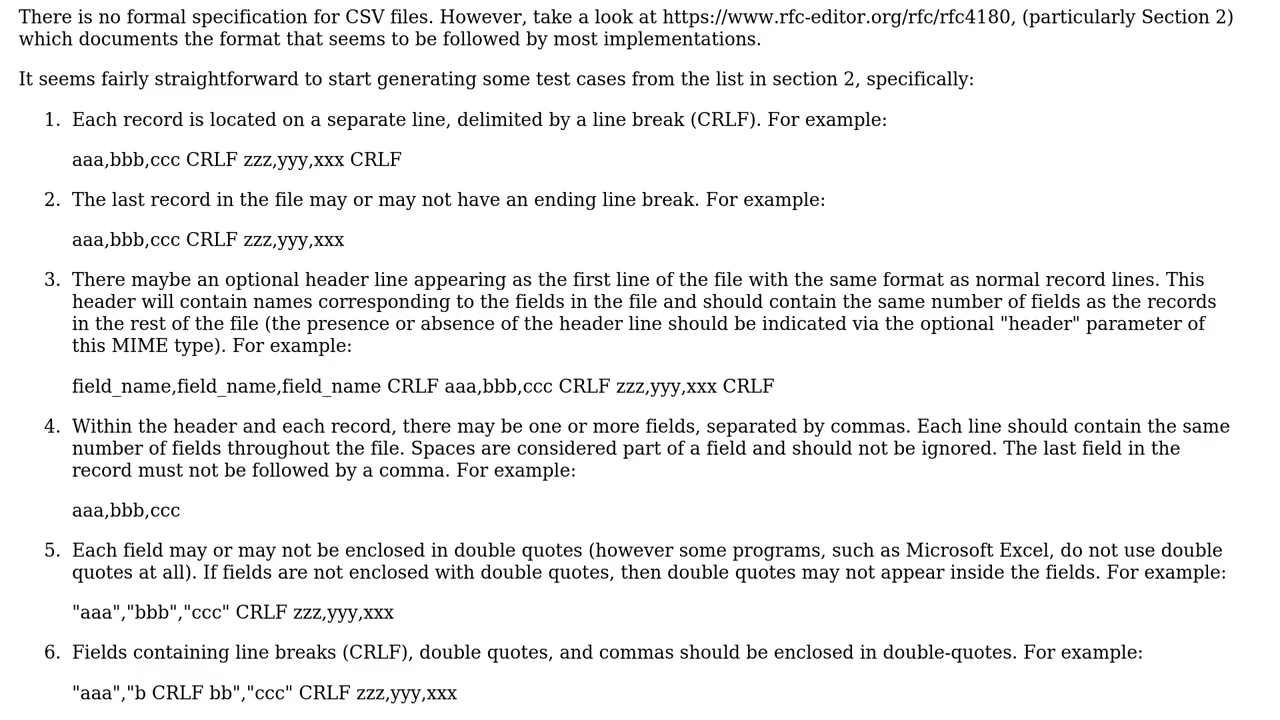 There is no formal specification for CSV files. However, take a look at https://www.rfc-editor.org/rfc/rfc4180, (particularly Section 2)
which documents the format that seems to be followed by most implementations.
It seems fairly straightforward to start generating some test cases from the list in section 2, specifically:
1. Each record is located on a separate line, delimited by a line break (CRLF). For example:
aaa,bbb,ccc CRLF zzz,yyy,xxx CRLF
2. The last record in the file may or may not have an ending line break. For example:
aaa,bbb,ccc CRLF zzz,yyy,xxx
3. There maybe an optional header line appearing as the first line of the file with the same format as normal record lines. This
header will contain names corresponding to the fields in the file and should contain the same number of fields as the records
in the rest of the file (the presence or absence of the header line should be indicated via the optional "header" parameter of
this MIME type). For example:
field_name,field_name,field_name CRLF aaa,bbb,ccc CRLF zzz,yyy,xxx CRLF
4. Within the header and each record, there may be one or more fields, separated by commas. Each line should contain the same
number of fields throughout the file. Spaces are considered part of a field and should not be ignored. The last field in the
record must not be followed by a comma. For example:
aaa,bbb,ccc
5. Each field may or may not be enclosed in double quotes (however some programs, such as Microsoft Excel, do not use double
quotes at all). If fields are not enclosed with double quotes, then double quotes may not appear inside the fields. For example:
"aaa","bbb","ccc" CRLF zzz,yyy,xxx
6. Fields containing line breaks (CRLF), double quotes, and commas should be enclosed in double-quotes. For example:
"aaa","b CRLF bb","ccc" CRLF zzz,yyy,xxx